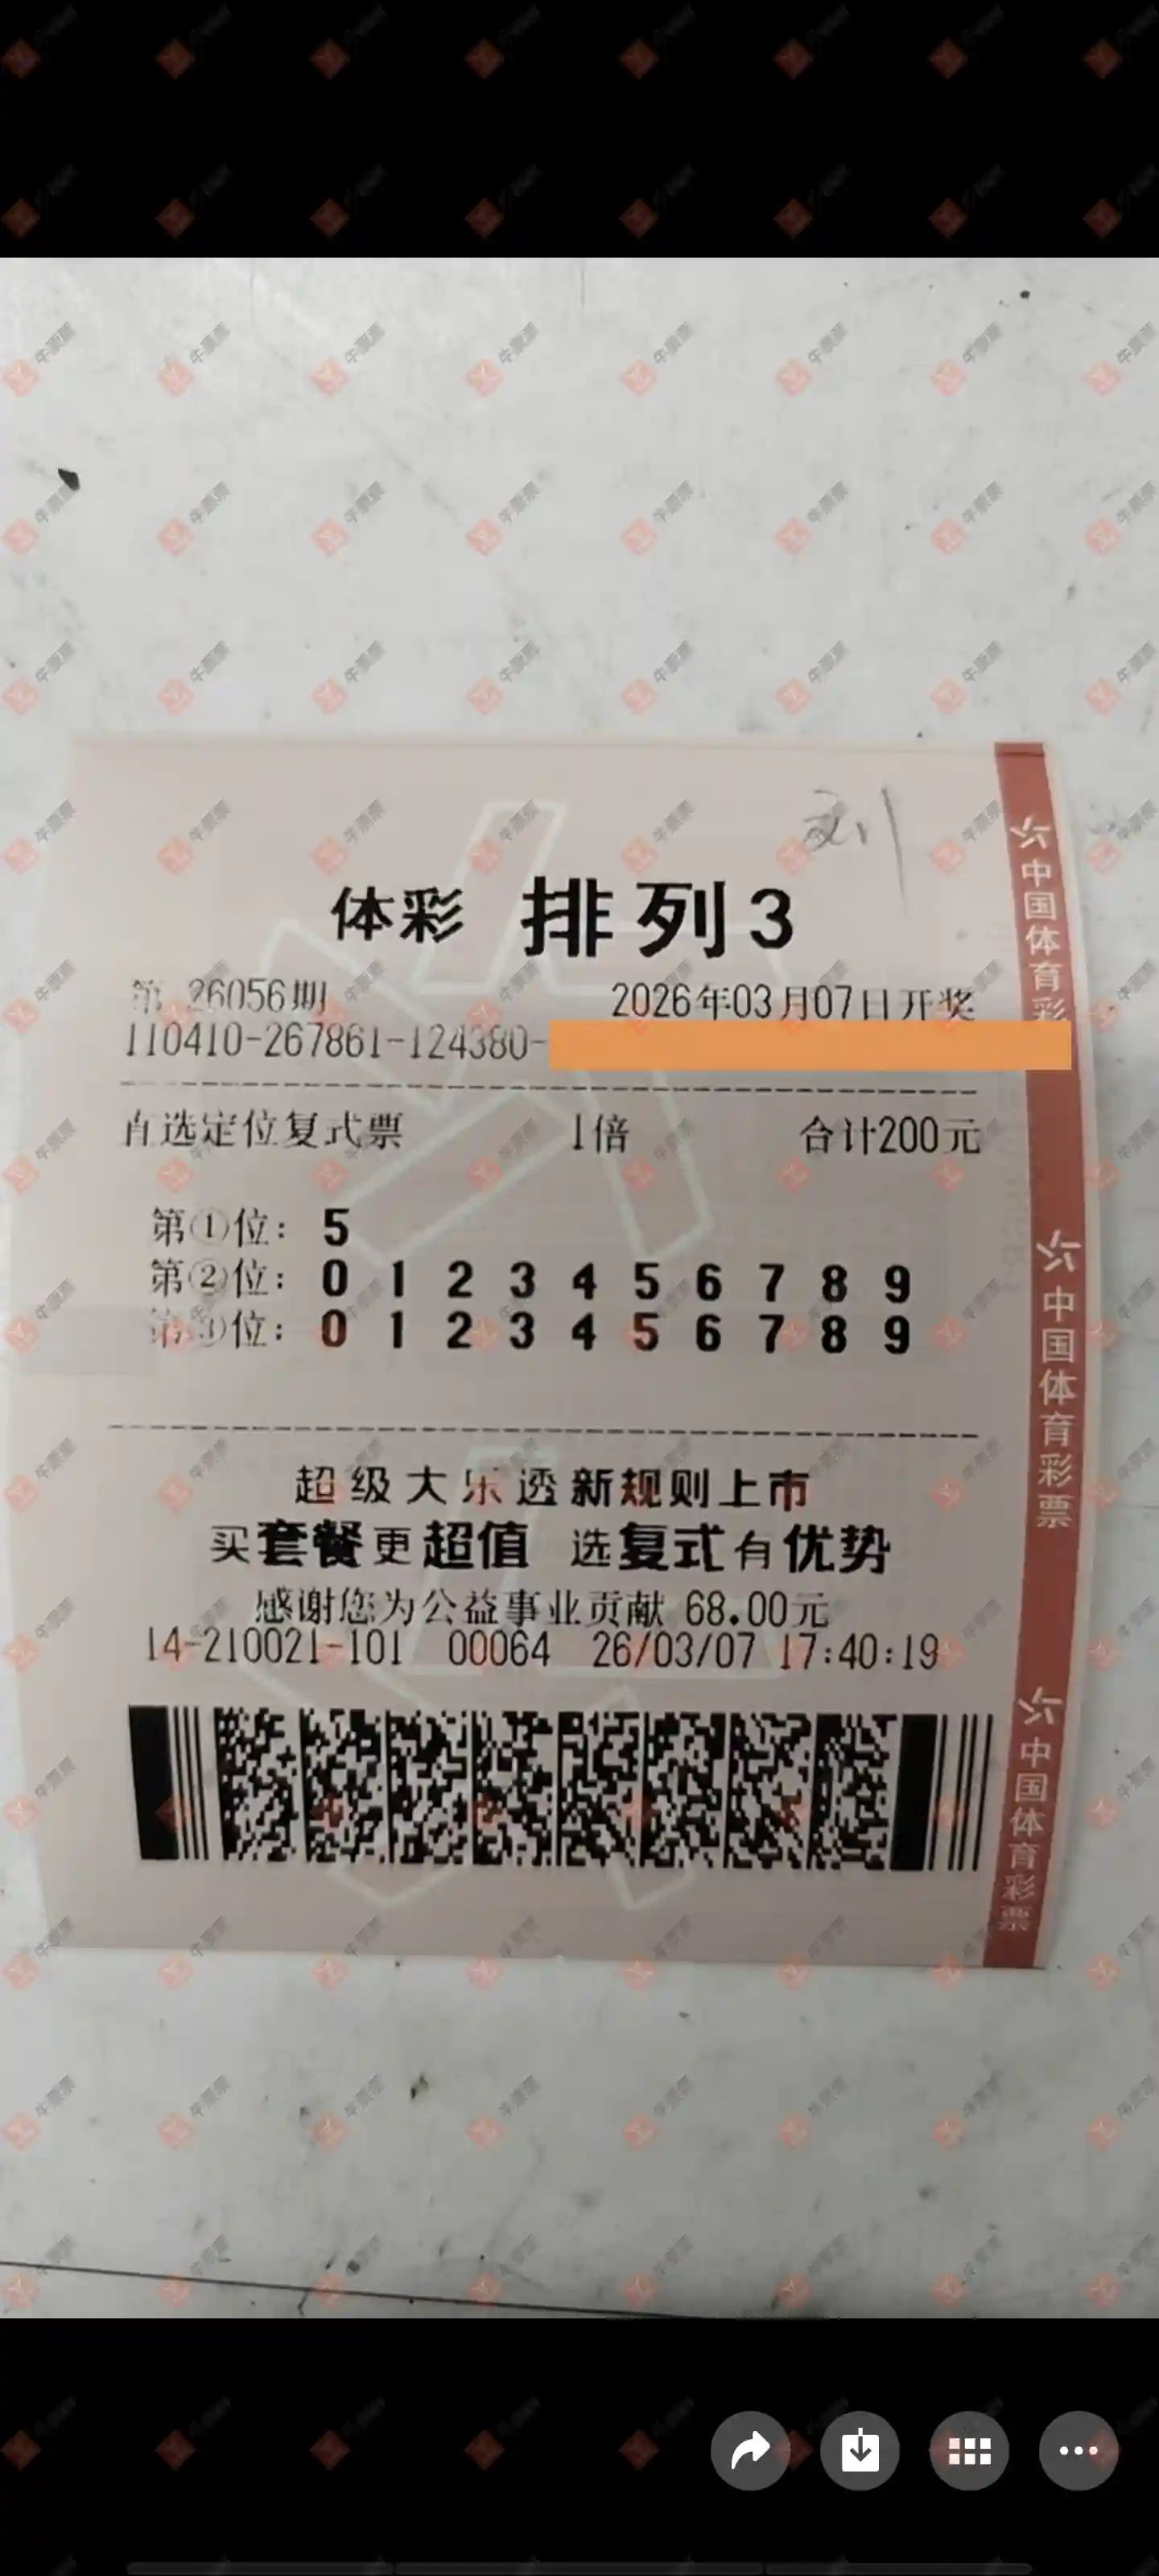 刘
体彩 排列3
第 26056期 2026年03月07日开奖
110410-267861-124380-
直选定位复式票 1倍 合计200元
第①位: 5
第②位: 0 1 2 3 4 5 6 7 8 9
第③位: 0 1 2 3 4 5 6 7 8 9
超级大乐透新规则上市
买套餐更超值 选复式有优势
感谢您为公益事业贡献 68.00元
14-210021-101 00064 26/03/07 17:40:19
中国体育彩
中国体育彩票
中国体育彩票
牛票票